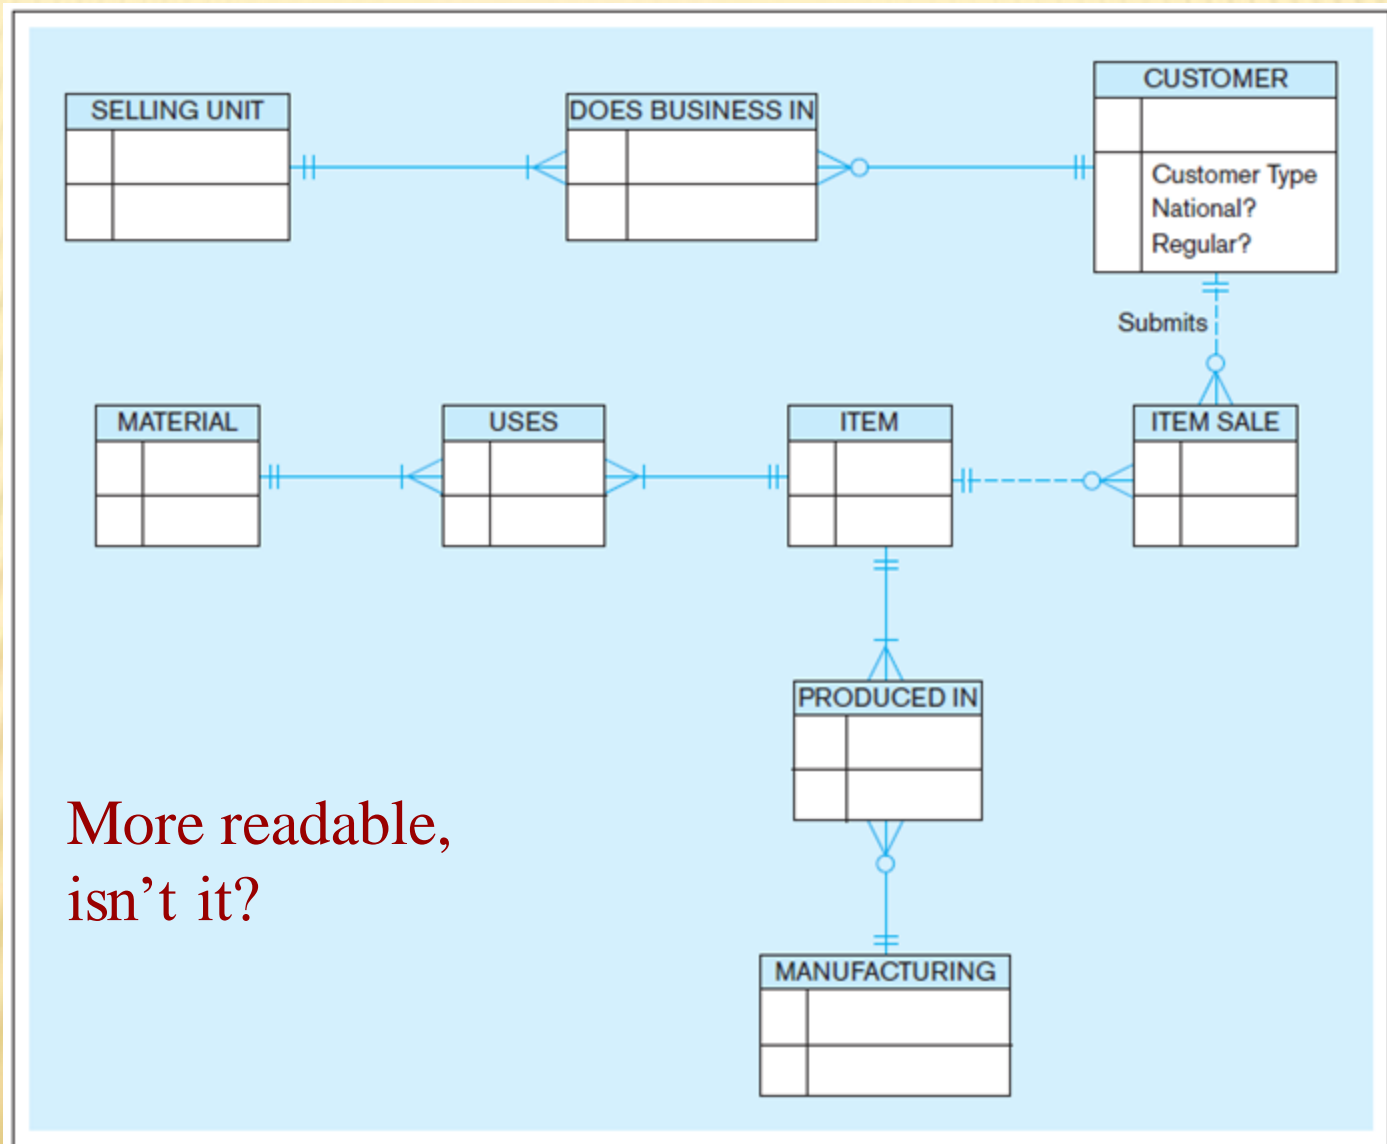 SELLING UNIT
DOES BUSINESS IN
CUSTOMER
Customer Type
National?
Regular?
Submits
MATERIAL
USES
ITEM
ITEM SALE
PRODUCED IN
More readable,
isn’t it?
MANUFACTURING